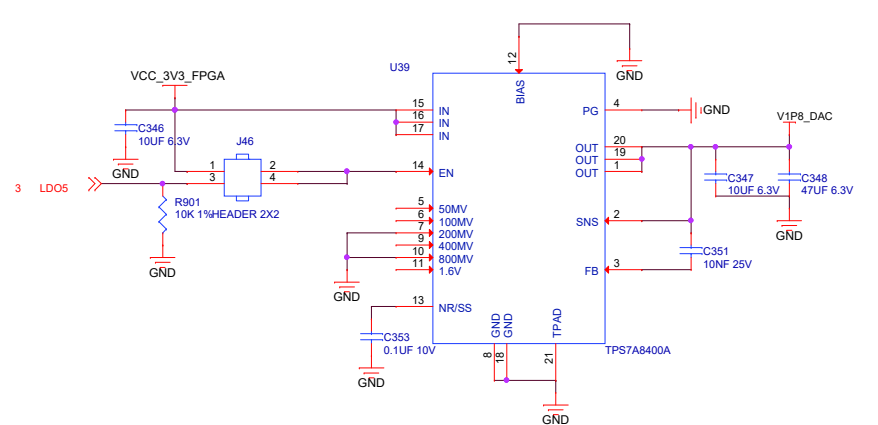 12
U39
GND
VCC_3V3_FPGA
BIAS
15 IN
16 IN
17 IN
PG 4
GND
V1P8_DAC
C346
10UF 6.3V
GND
J46
1 2
3 4
14 EN
20
OUT 19
OUT 1
OUT
C347
10UF 6.3V
C348
47UF 6.3V
GND
3 LDO5
R901
10K 1%
HEADER 2X2
GND
5 50MV
6 100MV
7 200MV
9 400MV
10 800MV
11 1.6V
GND
SNS 2
C351
10NF 25V
FB 3
13 NR/SS
C353
0.1UF 10V
GND
GND
GND
TPAD
8
18
21
TPS7A8400A
GND